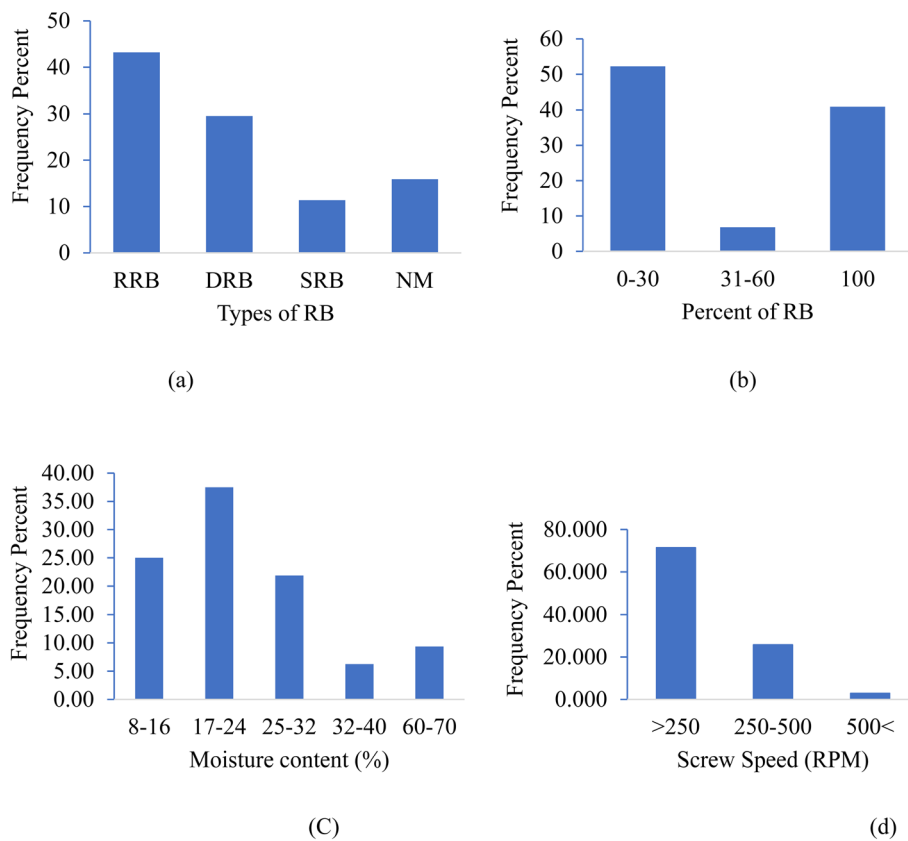 50
40
30
20
10
0
Frequency Percent
RRB DRB SRB NM
Types of RB
(a)
60
50
40
30
20
10
0
Frequency Percent
0-30 31-60 100
Percent of RB
(b)
40.00
35.00
30.00
25.00
20.00
15.00
10.00
5.00
0.00
Frequency Percent
8-16 17-24 25-32 32-40 60-70
Moisture content (%)
(C)
80.000
60.000
40.000
20.000
0.000
Frequency Percent
>250 250-500 500<
Screw Speed (RPM)
(d)